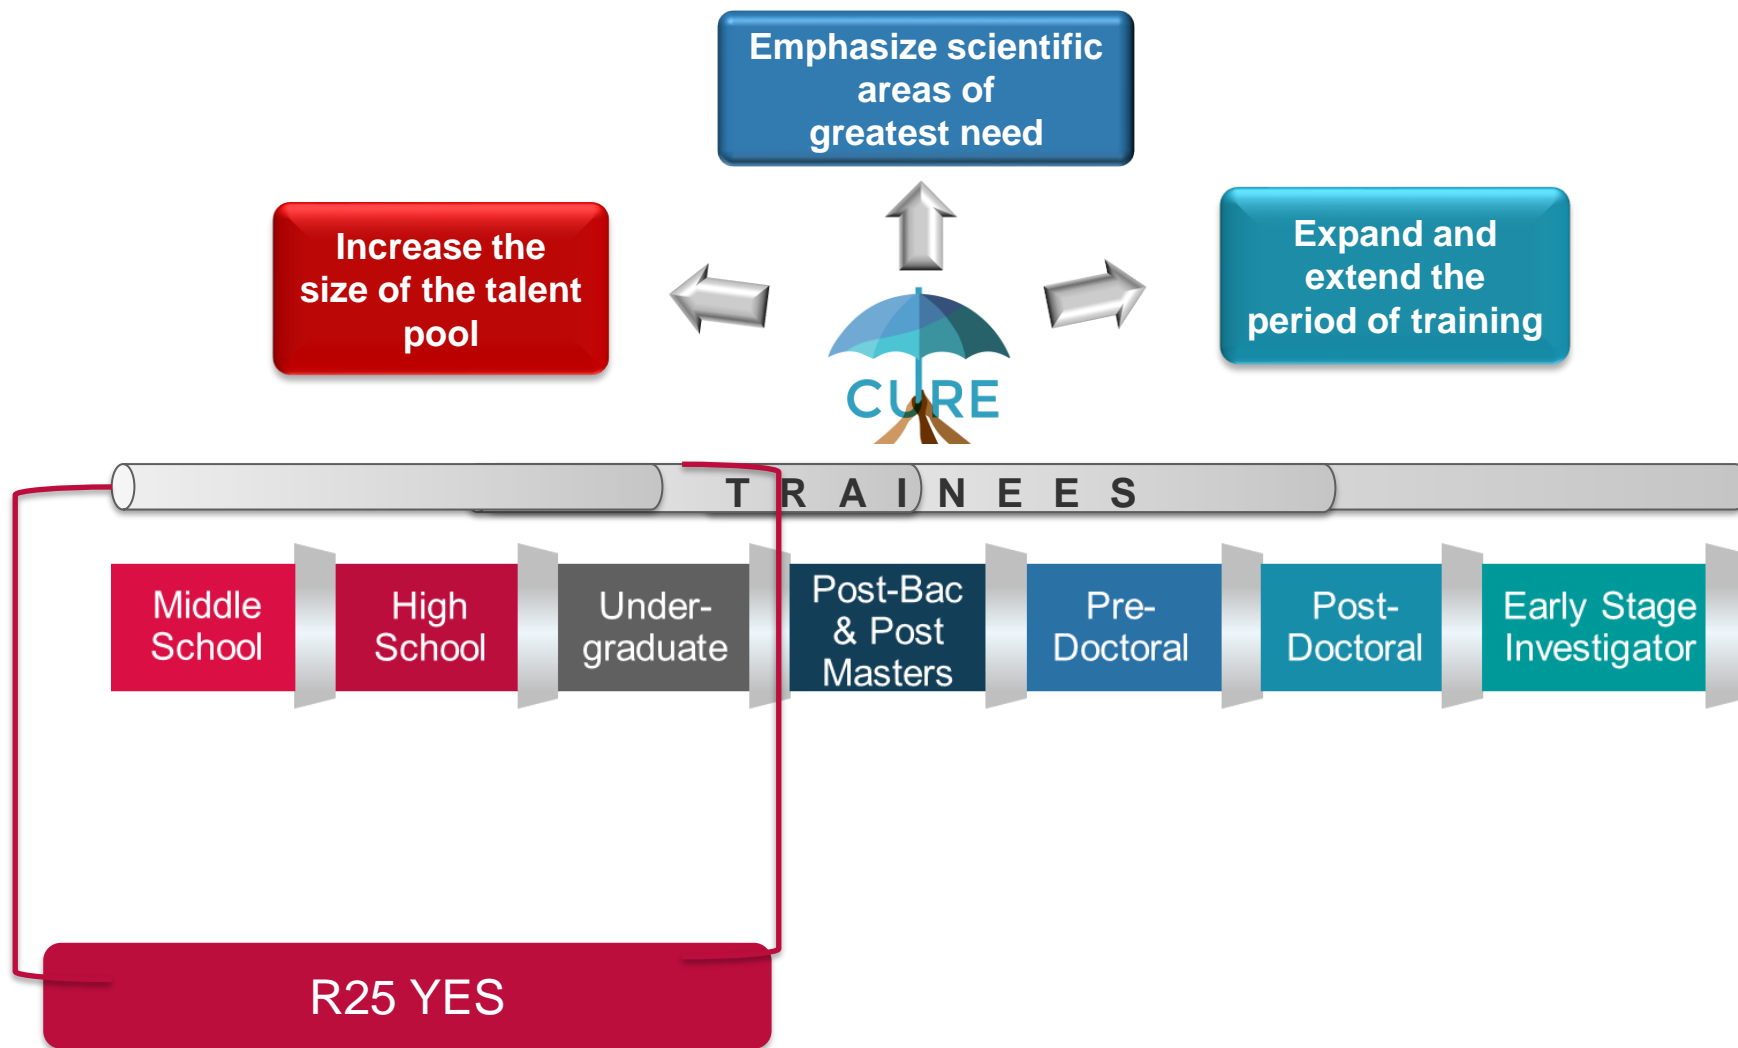 Emphasize scientific
areas of
greatest need
Increase the
size of the talent
pool
Expand and
extend the
period of training
CURE
TRAINEES
Middle
School
High
School
Under-
graduate
Post-Bac
& Post
Masters
Pre-
Doctoral
Post-
Doctoral
Early Stage
Investigator
R25 YES